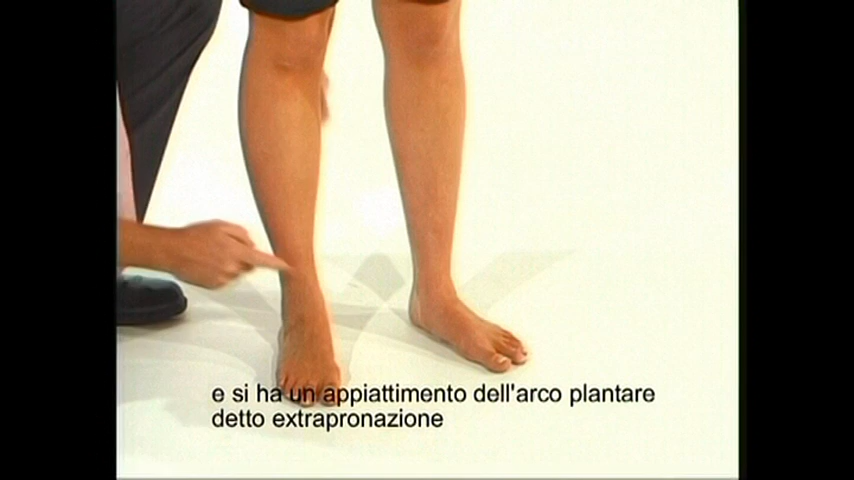 e si ha un appiattimento dell'arco plantare
detto extrapronazione